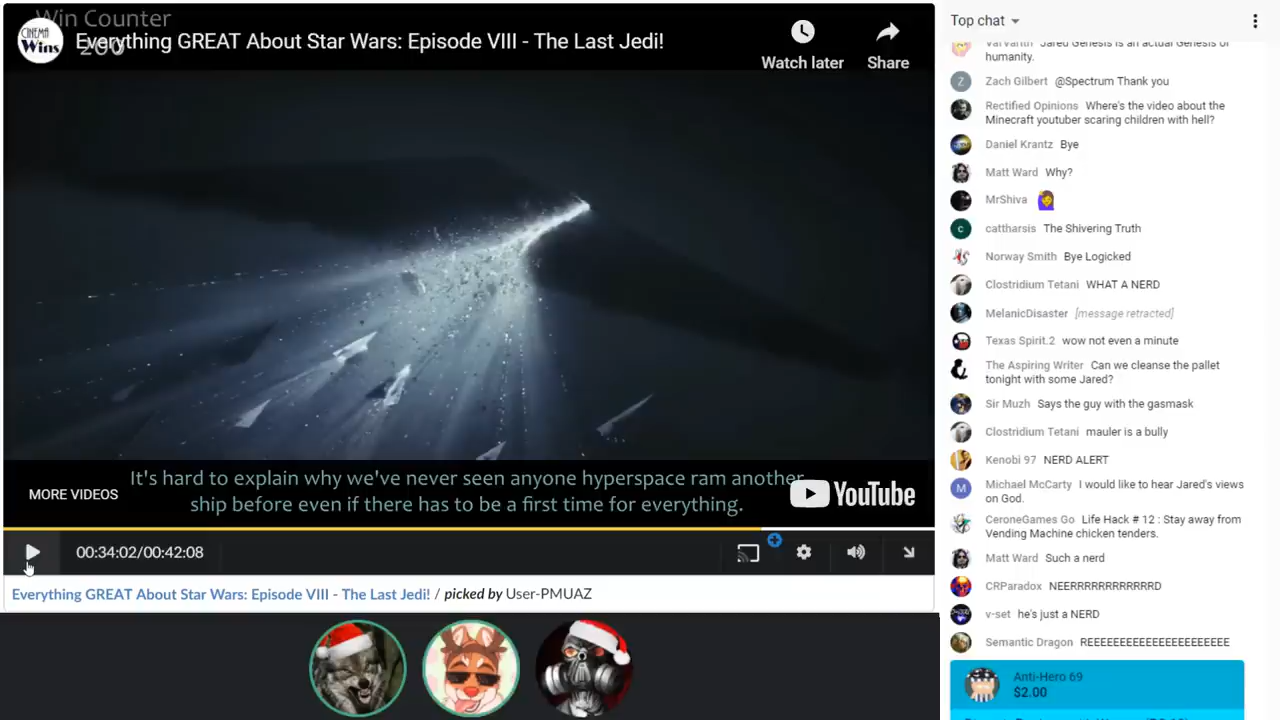 Win Counter
200
CINEMA
Wins
Everything GREAT About Star Wars: Episode VIII - The Last Jedi!
Watch later
Share
It's hard to explain why we've never seen anyone hyperspace ram another
ship before even if there has to be a first time for everything.
MORE VIDEOS
YouTube
00:34:02/00:42:08
Everything GREAT About Star Wars: Episode VIII - The Last Jedi! / picked by User-PMUAZ
Top chat
Varvarith Jared Genesis is an actual Genesis of
humanity.
Z
Zach Gilbert @Spectrum Thank you
Rectified Opinions Where's the video about the
Minecraft youtuber scaring children with hell?
Daniel Krantz Bye
Matt Ward Why?
MrShiva
c
cattharsis The Shivering Truth
Norway Smith Bye Logicked
Clostridium Tetani WHAT A NERD
MelanicDisaster [message retracted]
Texas Spirit.2 wow not even a minute
The Aspiring Writer Can we cleanse the pallet
tonight with some Jared?
Sir Muzh Says the guy with the gasmask
Clostridium Tetani mauler is a bully
Kenobi 97 NERD ALERT
M
Michael McCarty I would like to hear Jared's views
on God.
CeroneGames Go Life Hack # 12 : Stay away from
Vending Machine chicken tenders.
Matt Ward Such a nerd
CRParadox NEERRRRRRRRRRRD
v-set he's just a NERD
Semantic Dragon REEEEEEEEEEEEEEEEEEEEEE
Anti-Hero 69
$2.00